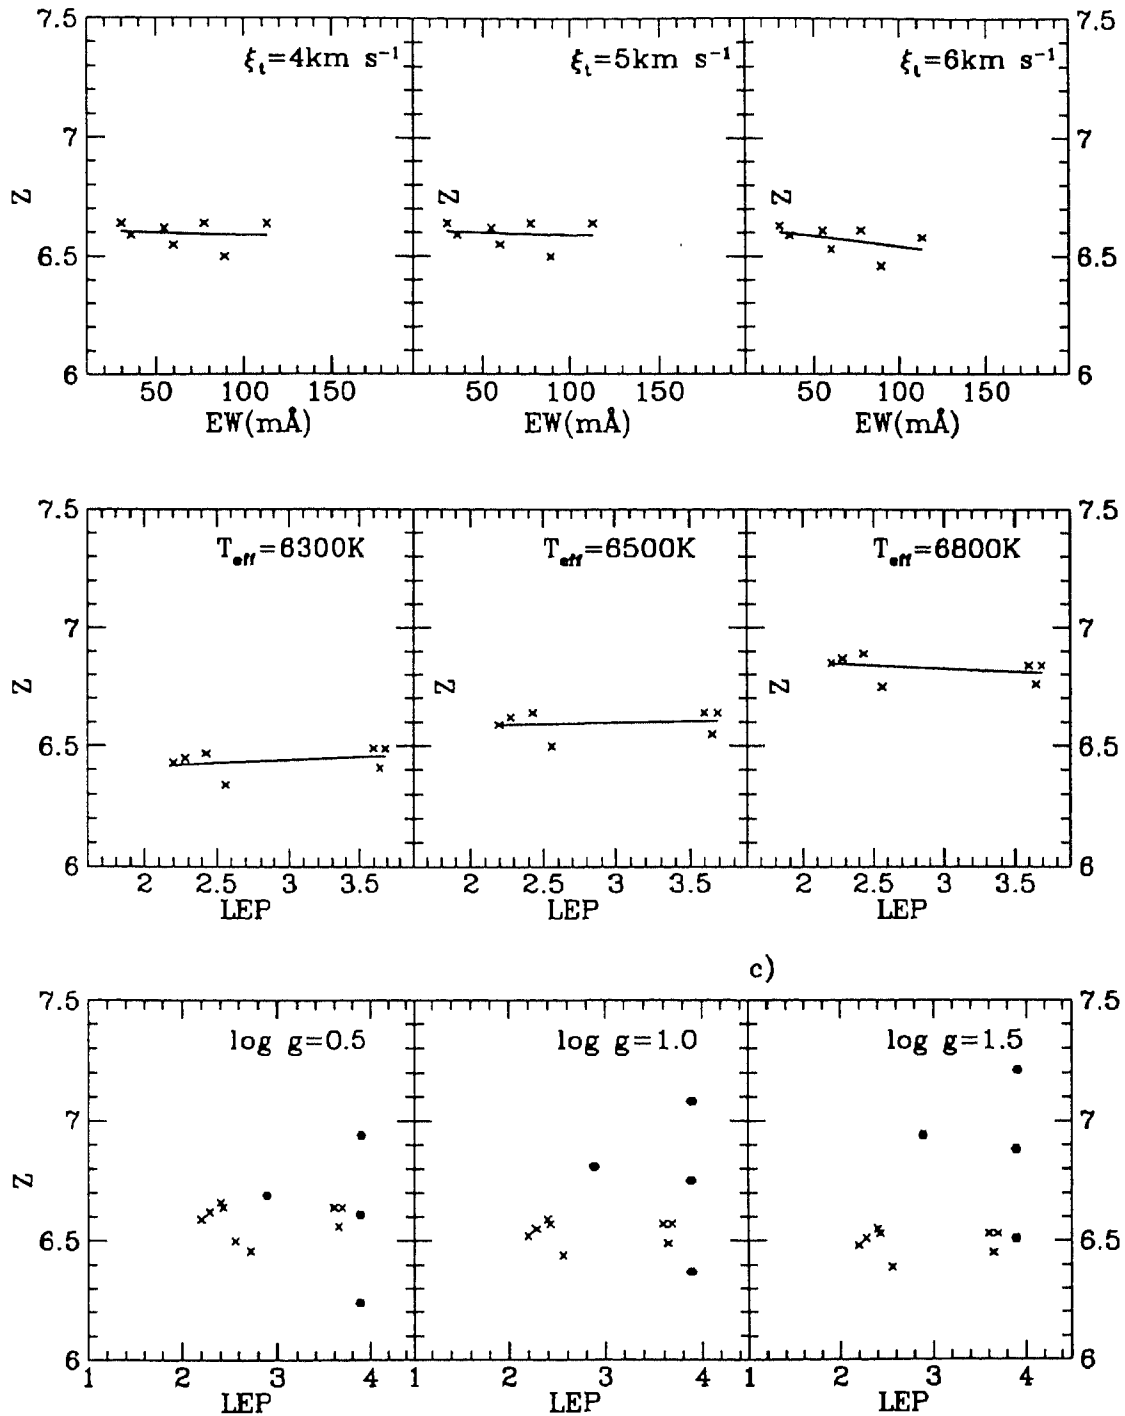 7.5
ξt=4km s⁻¹
ξt=5km s⁻¹
ξt=6km s⁻¹
7.5
7
7
Z
Z
Z
6.5
6.5
6
6
50 100 150
50 100 150
50 100 150
EW(mÅ)
EW(mÅ)
EW(mÅ)
7.5
Teff=6300K
Teff=6500K
Teff=6800K
7.5
7
7
Z
Z
Z
6.5
6.5
6
6
2 2.5 3 3.5
2 2.5 3 3.5
2 2.5 3 3.5
LEP
LEP
LEP
c)
7.5
log g=0.5
log g=1.0
log g=1.5
7.5
7
7
Z
6.5
6.5
6
6
1 2 3 4
1 2 3 4
1 2 3 4
LEP
LEP
LEP